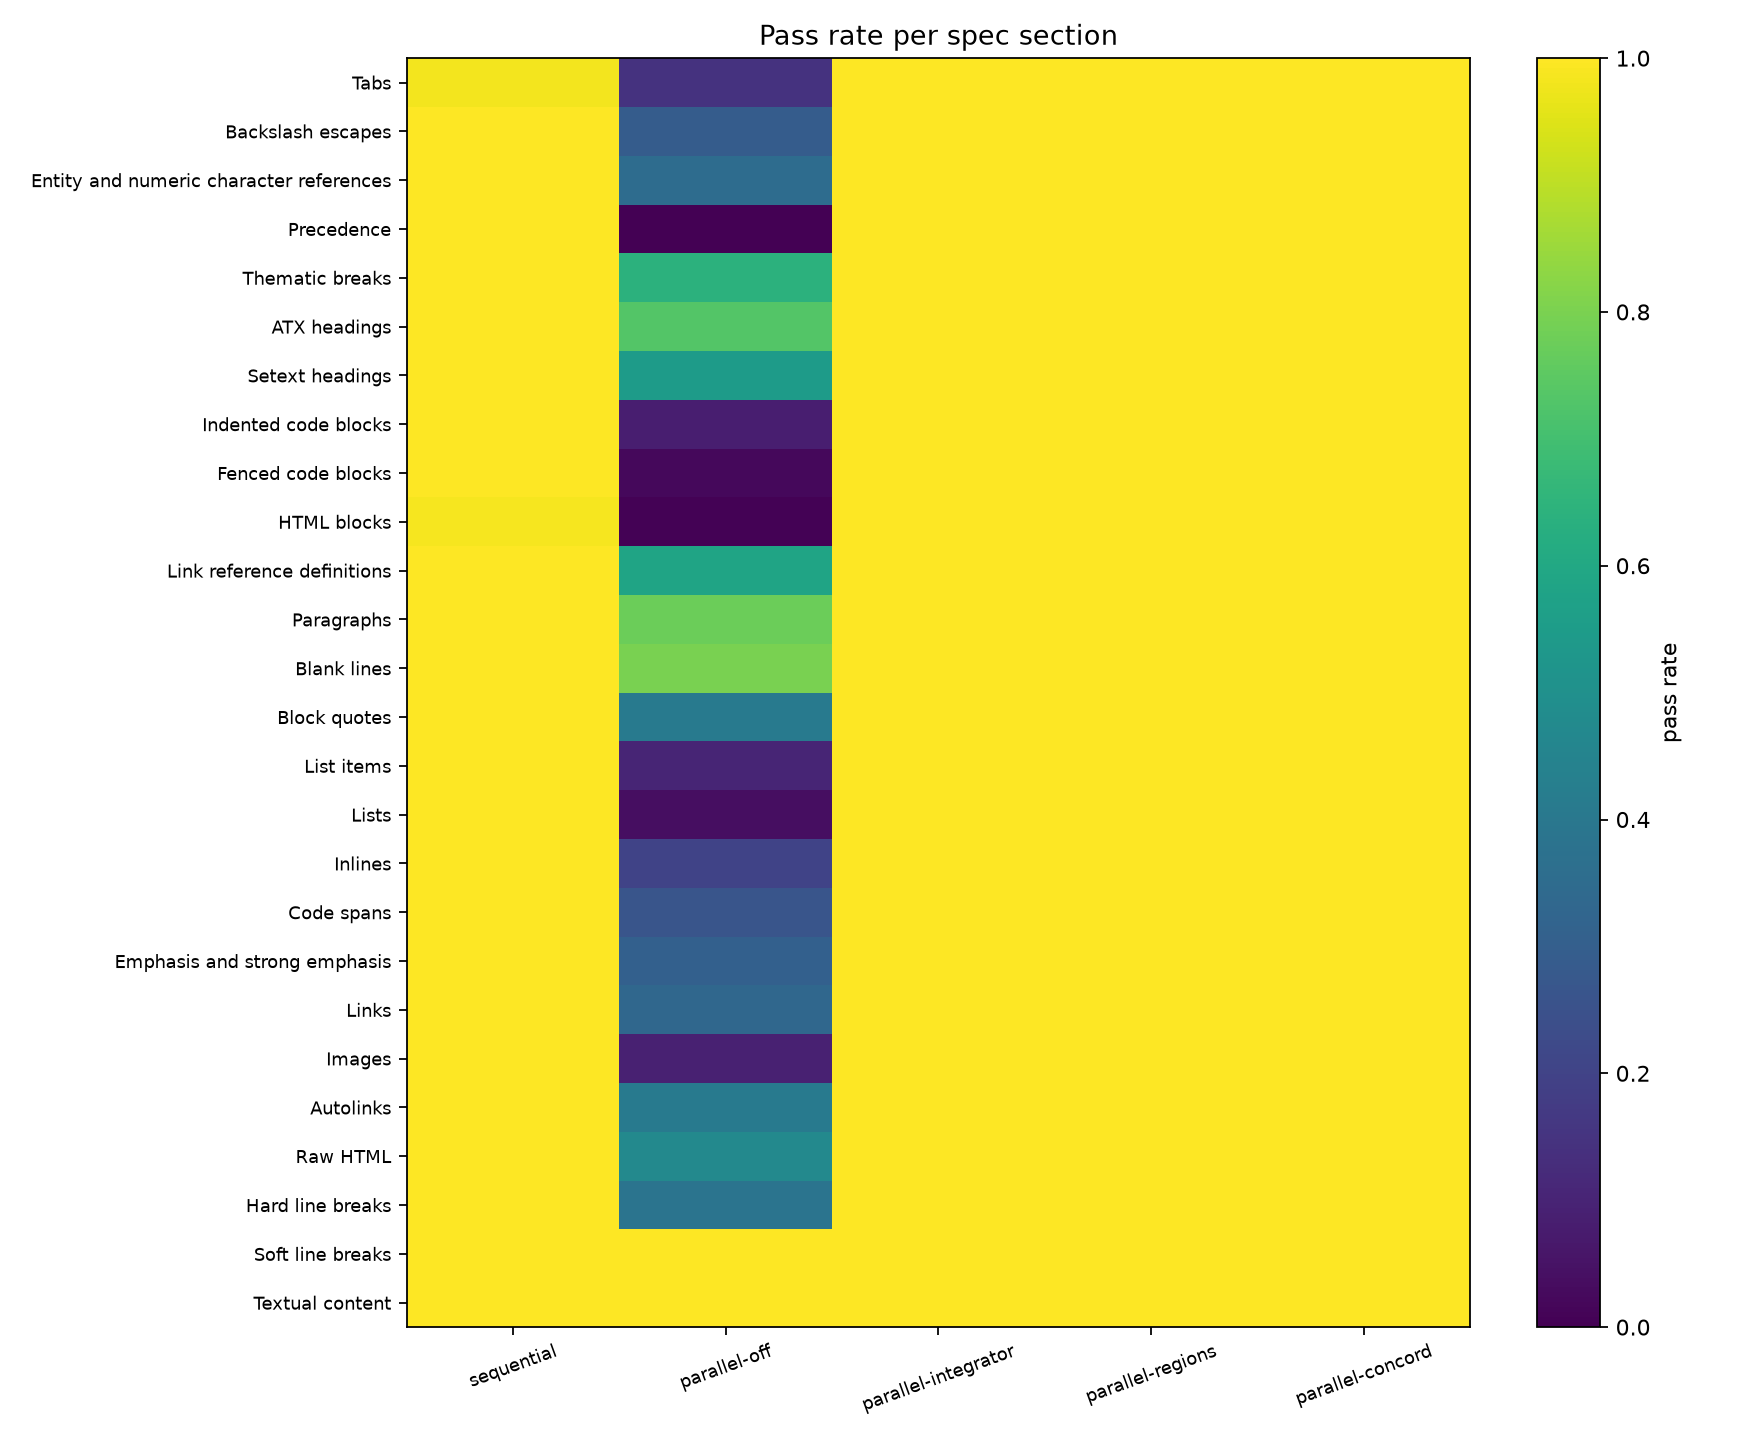 Pass rate per spec section
Tabs
Backslash escapes
Entity and numeric character references
Precedence
Thematic breaks
ATX headings
Setext headings
Indented code blocks
Fenced code blocks
HTML blocks
Link reference definitions
Paragraphs
Blank lines
Block quotes
List items
Lists
Inlines
Code spans
Emphasis and strong emphasis
Links
Images
Autolinks
Raw HTML
Hard line breaks
Soft line breaks
Textual content
sequential
parallel-off
parallel-integrator
parallel-regions
parallel-concord
1.0
0.8
0.6
0.4
0.2
0.0
pass rate